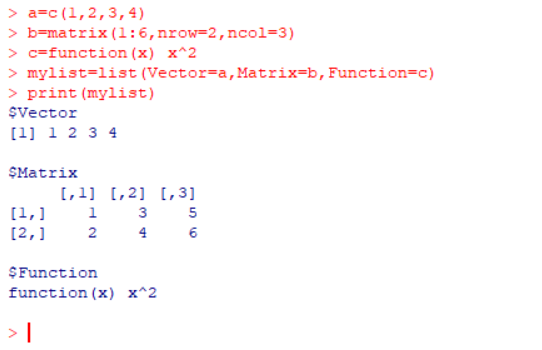 > a=c(1,2,3,4)
> b=matrix(1:6,nrow=2,ncol=3)
> c=function(x) x^2
> mylist=list(Vector=a,Matrix=b,Function=c)
> print(mylist)
$Vector
[1] 1 2 3 4

$Matrix
     [,1] [,2] [,3]
[1,]    1    3    5
[2,]    2    4    6

$Function
function(x) x^2

>